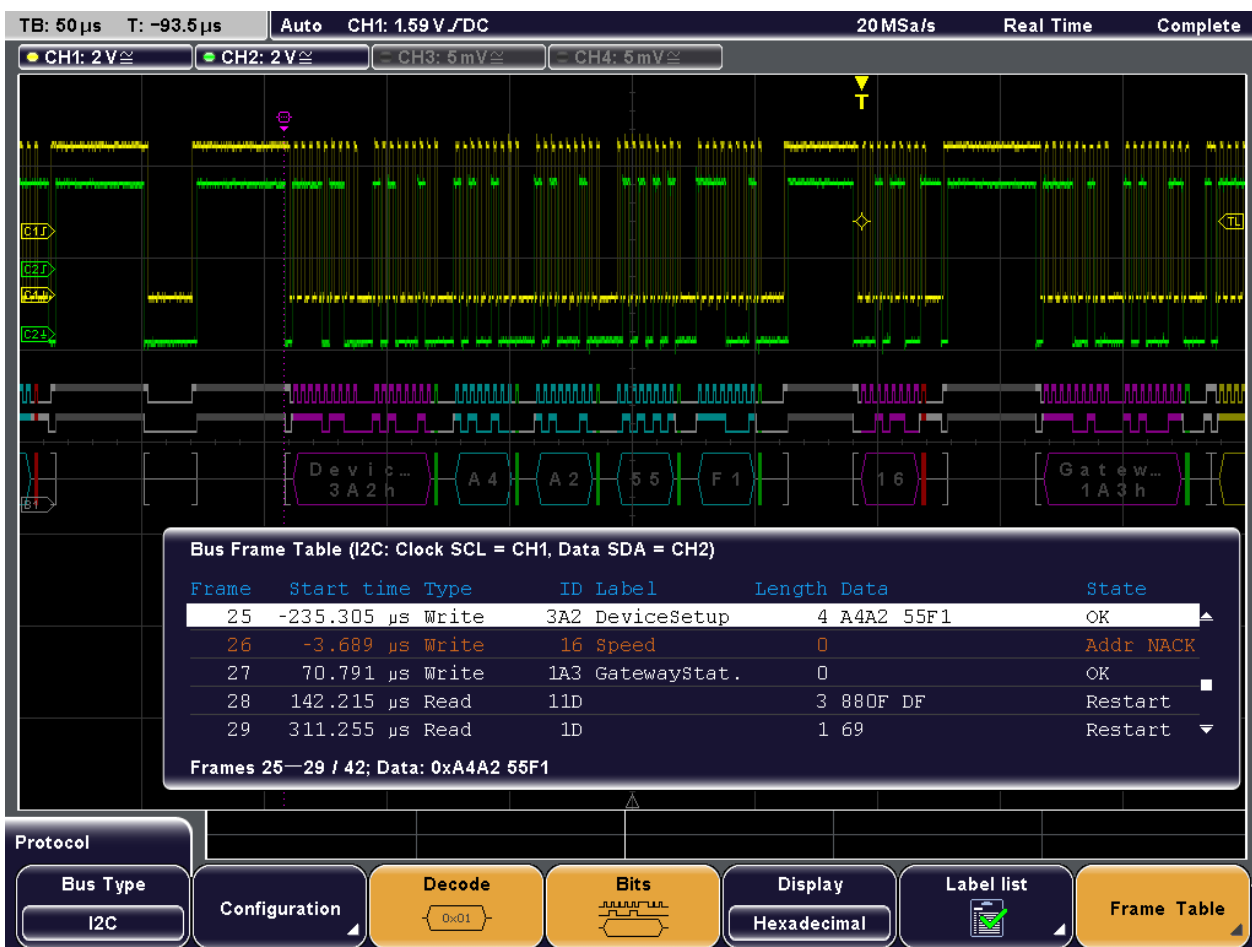 TB: 50 µs T: -93.5 µs Auto CH1: 1.59 V DC 20 MSa/s Real Time Complete
CH1: 2 V≅ CH2: 2 V≅ CH3: 5 mV≅ CH4: 5 mV≅
T
C1
TL
C2
C1
C2
Devic... A4 A2 55 F1 16 Gatew...
3A2h 1A3h
B1
Bus Frame Table (I2C: Clock SCL = CH1, Data SDA = CH2)
Frame Start time Type ID Label Length Data State
25 -235.305 µs Write 3A2 DeviceSetup 4 A4A2 55F1 OK
26 -3.689 µs Write 16 Speed 0 Addr NACK
27 70.791 µs Write 1A3 GatewayStat. 0 OK
28 142.215 µs Read 11D 3 880F DF Restart
29 311.255 µs Read 1D 1 69 Restart
Frames 25—29 / 42; Data: 0xA4A2 55F1
Protocol
Bus Type Configuration Decode Bits Display Label list Frame Table
I2C 0x01 Hexadecimal